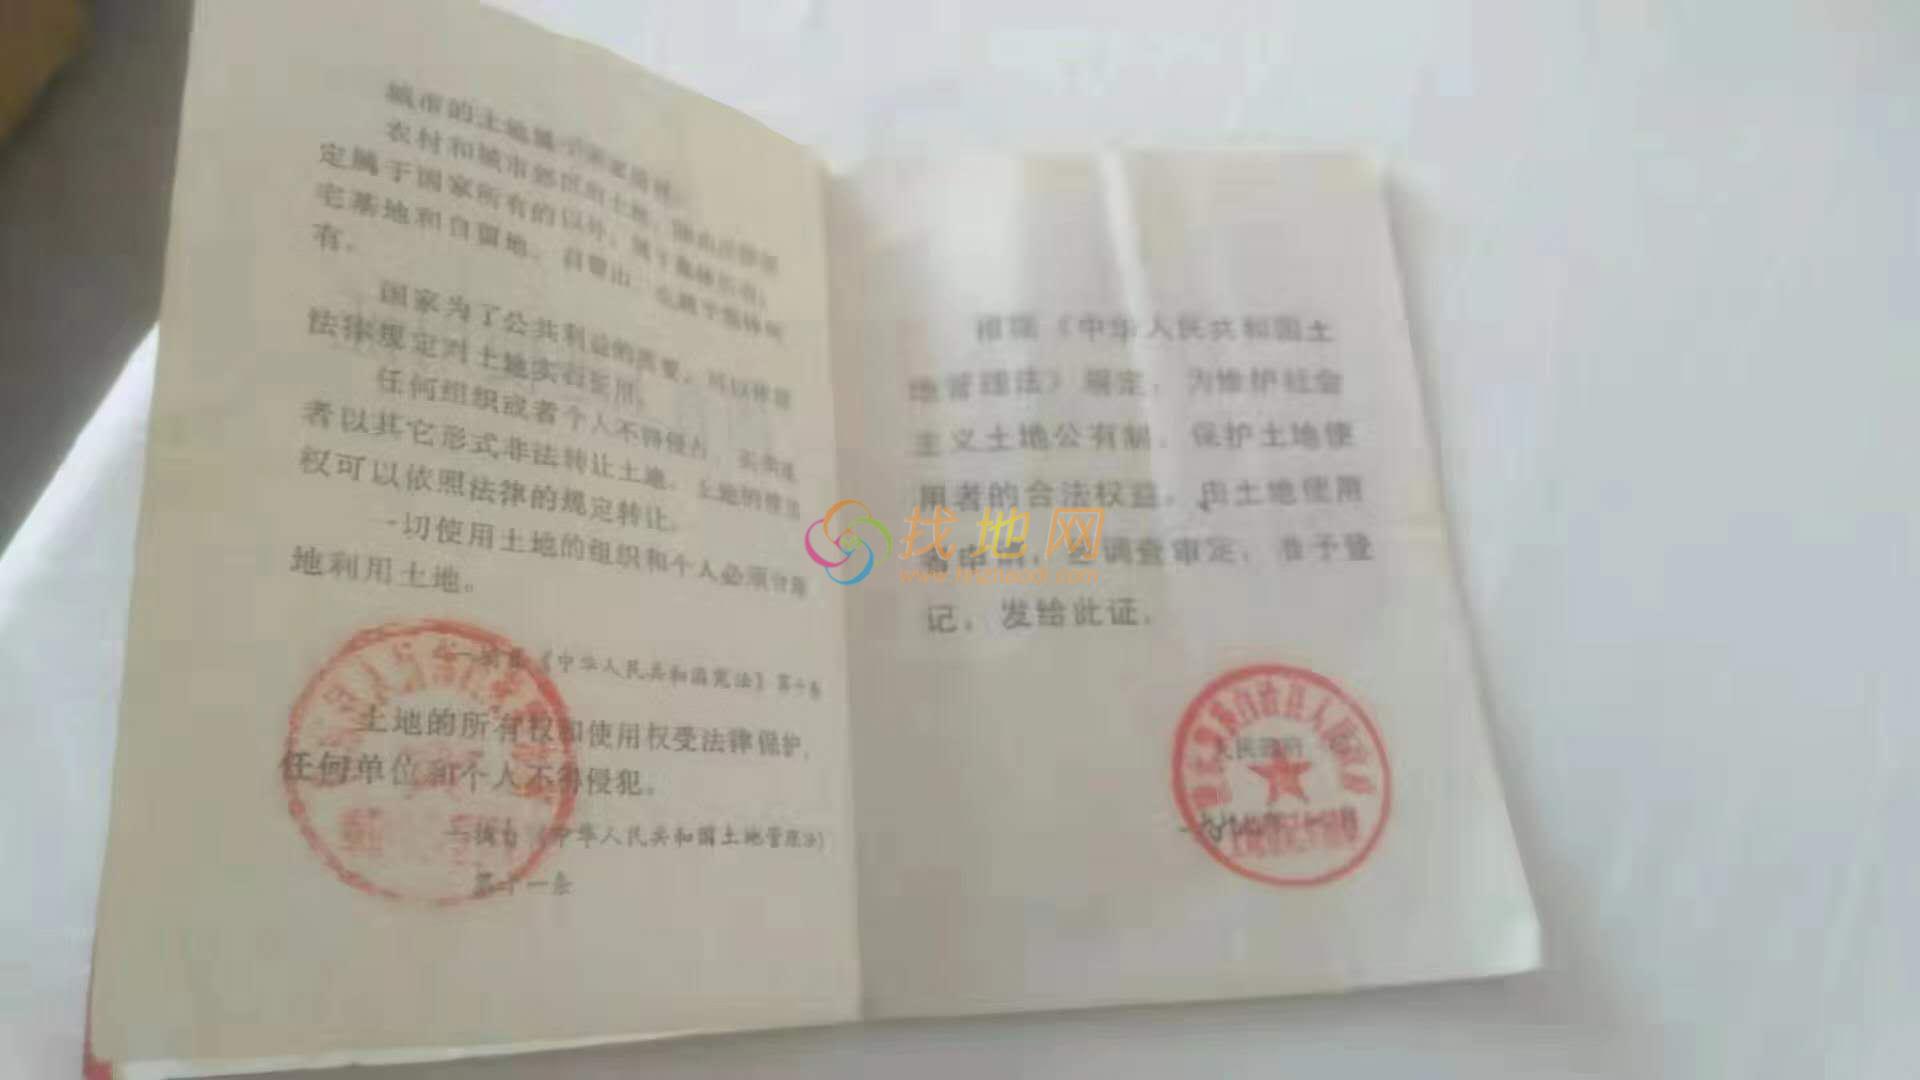 城市的土地属于国家所有。
农村和城市郊区的土地，除由法律规
定属于国家所有的以外，属于集体所有；
宅基地和自留地、自留山，也属于集体所
有。
国家为了公共利益的需要，可以依照
法律规定对土地实行征用。
任何组织或者个人不得侵占、买卖或
者以其它形式非法转让土地。土地的使用
权可以依照法律的规定转让。
一切使用土地的组织和个人必须合理
地利用土地。
《中华人民共和国宪法》第十条
土地的所有权和使用权受法律保护，
任何单位和个人不得侵犯。
《中华人民共和国土地管理法》
第十一条
根据《中华人民共和国土
地管理法》规定，为维护社会
主义土地公有制，保护土地使
用者的合法权益，由土地使用
者申请，经调查审定，准予登
记，发给此证。
自治县人民政府
人民政府
找地网